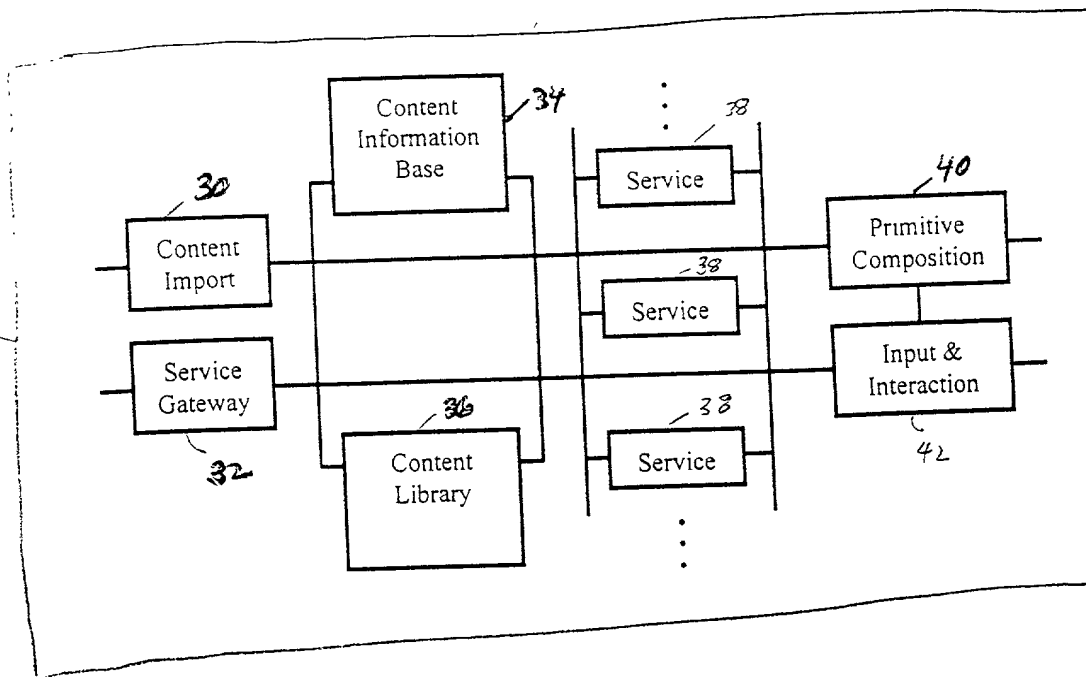 Content
Information
Base
34
38
Service
30
Content
Import
40
Primitive
Composition
38
Service
Service
Gateway
32
Input &
Interaction
42
36
Content
Library
38
Service